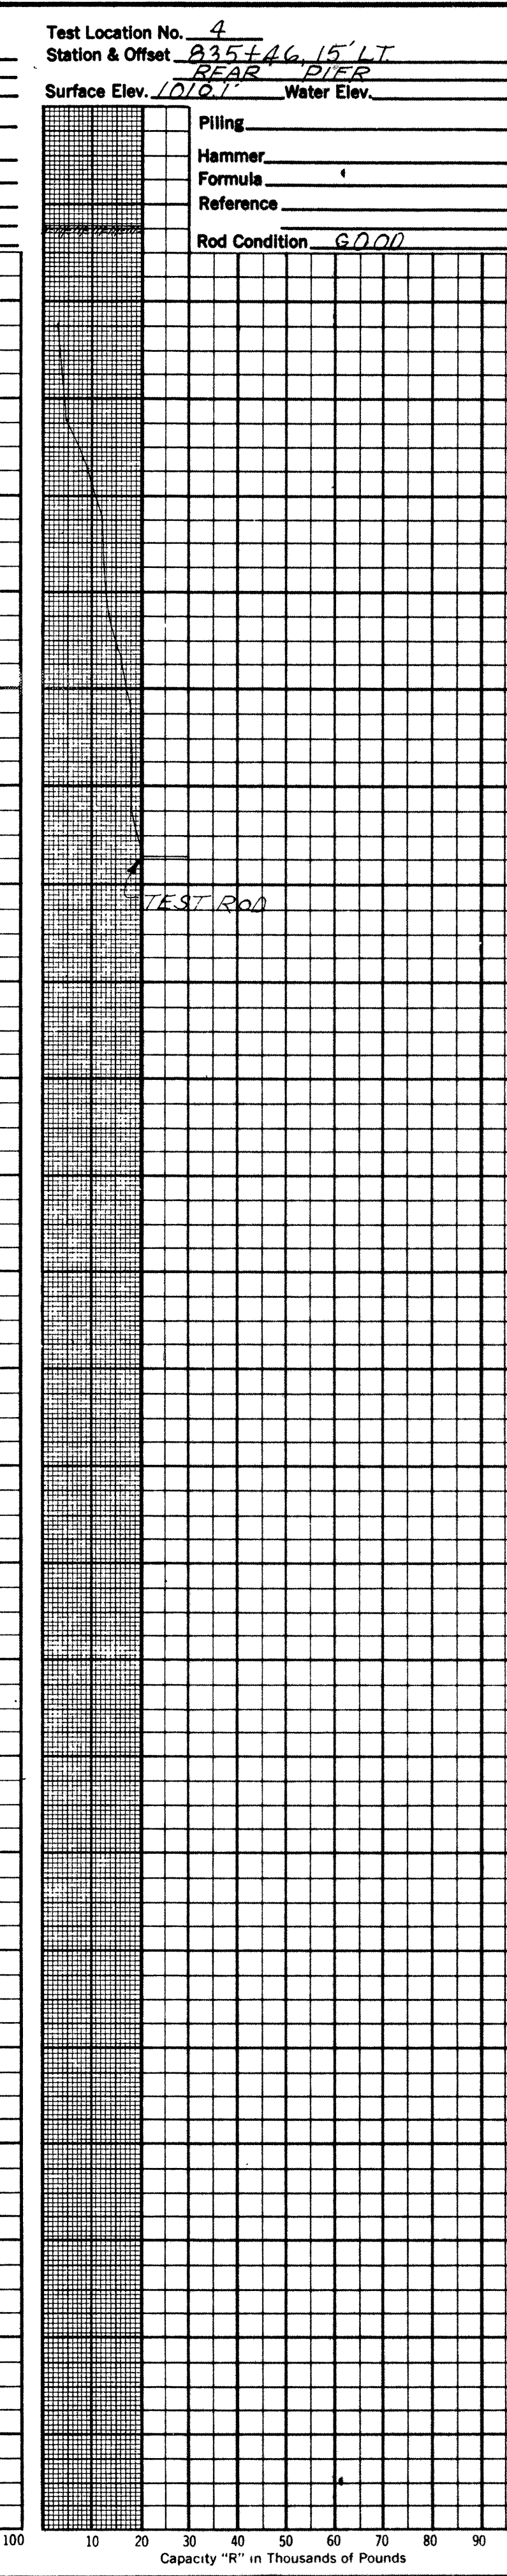 Test Location No. 4
Station & Offset 835+46, 15' LT.
REAR PIER
Surface Elev. 1010.1' Water Elev.
Piling
Hammer
Formula
Reference
Rod Condition GOOD
TEST ROD
100 10 20 30 40 50 60 70 80 90
Capacity "R" in Thousands of Pounds